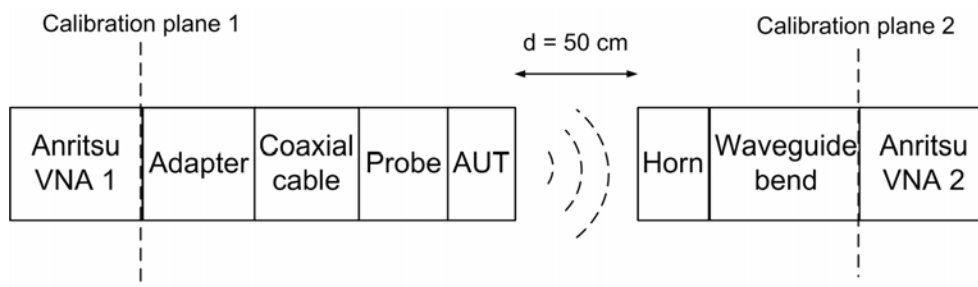 Calibration plane 1
d = 50 cm
Calibration plane 2
Anritsu
VNA 1
Adapter
Coaxial
cable
Probe
AUT
Horn
Waveguide
bend
Anritsu
VNA 2